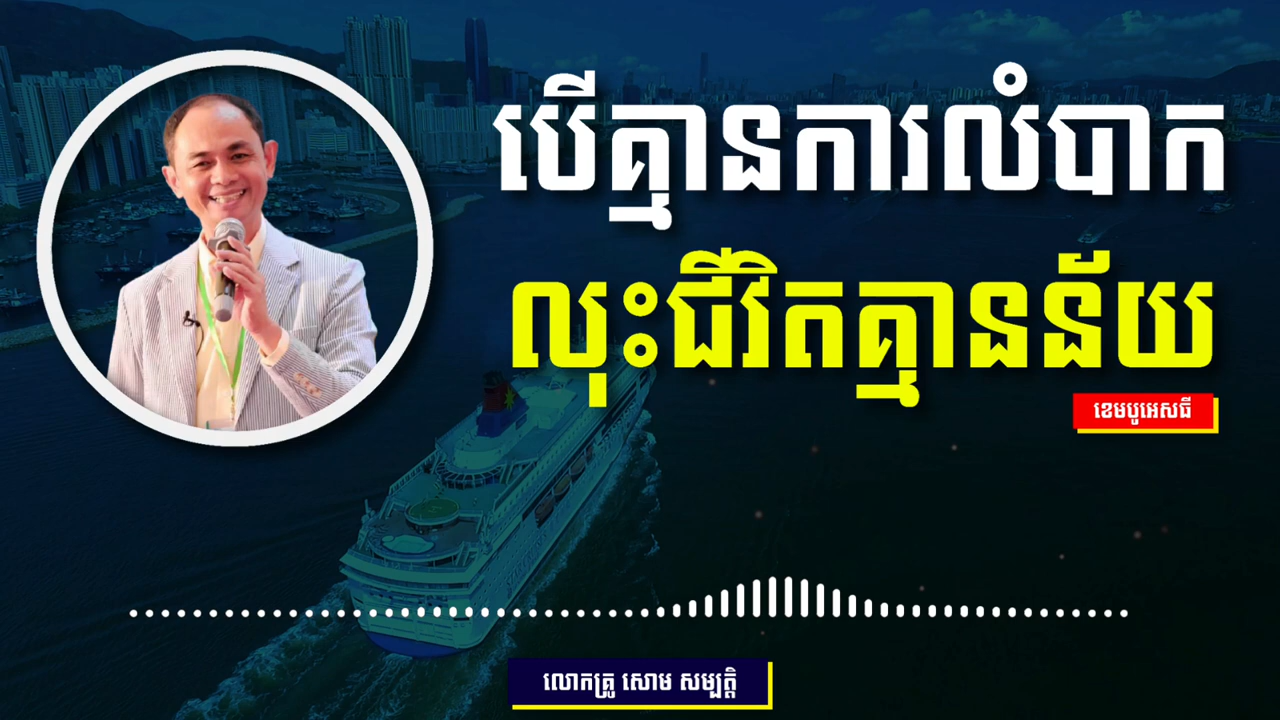 បើគ្មានការលំបាក
លុះជីវិតគ្មានន័យ
ខេមបូអេសធី
លោកគ្រូ សោម សម្បត្តិ